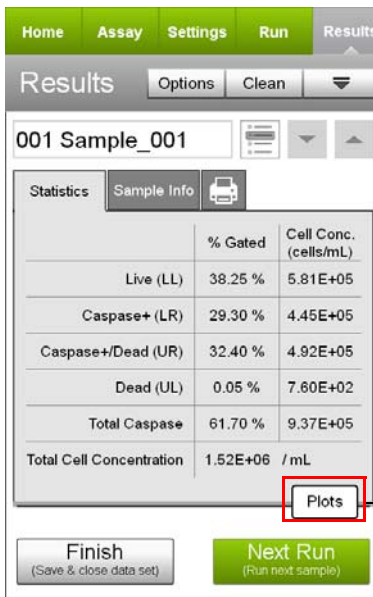 Home Assay Settings Run Results
Results Options Clean
001 Sample_001
Statistics Sample Info
% Gated Cell Conc. (cells/mL)
Live (LL) 38.25 % 5.81E+05
Caspase+ (LR) 29.30 % 4.45E+05
Caspase+/Dead (UR) 32.40 % 4.92E+05
Dead (UL) 0.05 % 7.60E+02
Total Caspase 61.70 % 9.37E+05
Total Cell Concentration 1.52E+06 / mL
Plots
Finish Next Run
(Save & close data set) (Run next sample)